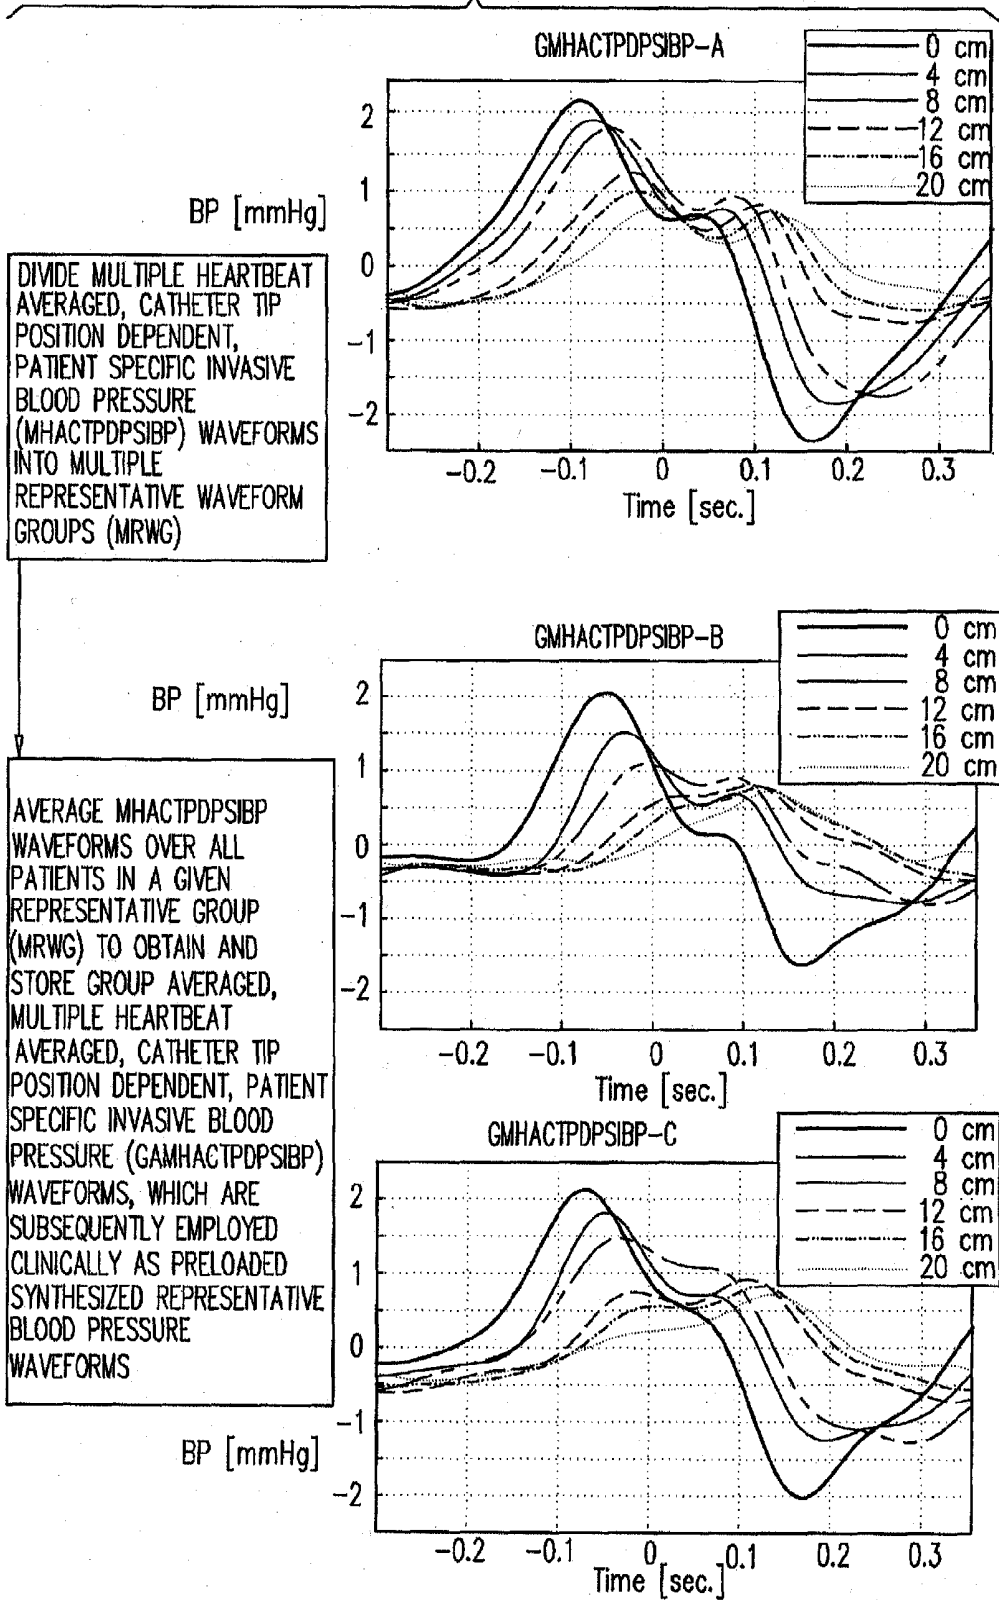 GMHACTPDPSIBP-A
0 cm
4 cm
8 cm
12 cm
16 cm
20 cm
BP [mmHg]
2
1
0
-1
-2
-0.2 -0.1 0 0.1 0.2 0.3
Time [sec.]
DIVIDE MULTIPLE HEARTBEAT
AVERAGED, CATHETER TIP
POSITION DEPENDENT,
PATIENT SPECIFIC INVASIVE
BLOOD PRESSURE
(MHACTPDPSIBP) WAVEFORMS
INTO MULTIPLE
REPRESENTATIVE WAVEFORM
GROUPS (MRWG)
GMHACTPDPSIBP-B
0 cm
4 cm
8 cm
12 cm
16 cm
20 cm
BP [mmHg]
2
1
0
-1
-2
-0.2 -0.1 0 0.1 0.2 0.3
Time [sec.]
AVERAGE MHACTPDPSIBP
WAVEFORMS OVER ALL
PATIENTS IN A GIVEN
REPRESENTATIVE GROUP
(MRWG) TO OBTAIN AND
STORE GROUP AVERAGED,
MULTIPLE HEARTBEAT
AVERAGED, CATHETER TIP
POSITION DEPENDENT, PATIENT
SPECIFIC INVASIVE BLOOD
PRESSURE (GAMHACTPDPSIBP)
WAVEFORMS, WHICH ARE
SUBSEQUENTLY EMPLOYED
CLINICALLY AS PRELOADED
SYNTHESIZED REPRESENTATIVE
BLOOD PRESSURE
WAVEFORMS
GMHACTPDPSIBP-C
0 cm
4 cm
8 cm
12 cm
16 cm
20 cm
2
1
0
-1
-2
BP [mmHg]
-0.2 -0.1 0 0.1 0.2 0.3
Time [sec.]